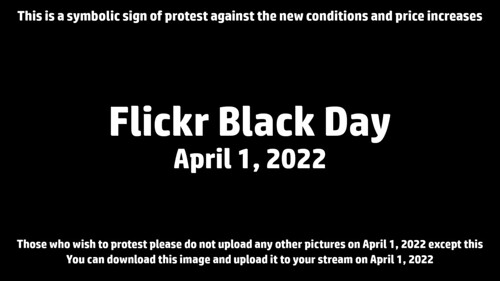 This is a symbolic sign of protest against the new conditions and price increases
Flickr Black Day
April 1, 2022
Those who wish to protest please do not upload any other pictures on April 1, 2022 except this
You can download this image and upload it to your stream on April 1, 2022